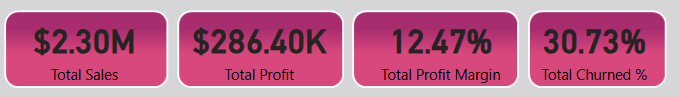 $2.30M
Total Sales
$286.40K
Total Profit
12.47%
Total Profit Margin
30.73%
Total Churned %